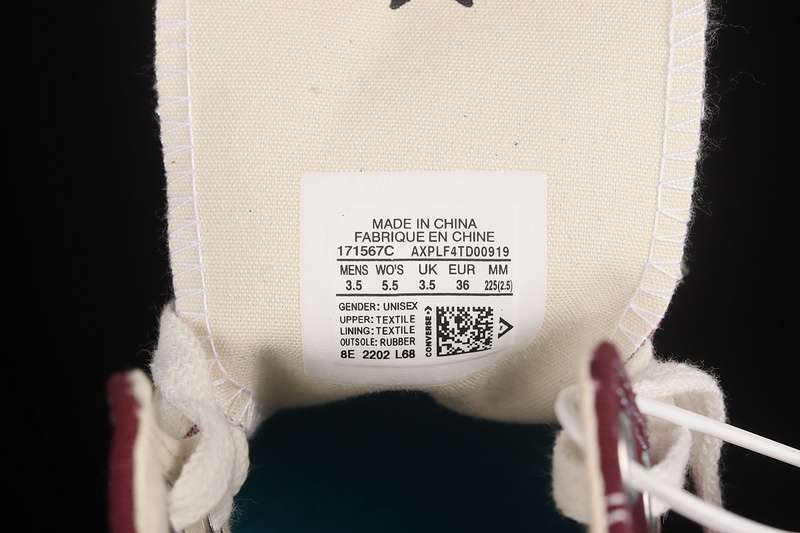 MADE IN CHINA
FABRIQUE EN CHINE
171567C AXPLF4TD00919
MENS WO'S UK EUR MM
3.5 5.5 3.5 36 225(2.5)
GENDER: UNISEX
UPPER: TEXTILE
LINING: TEXTILE
OUTSOLE: RUBBER
8E 2202 L68
CONVERSE